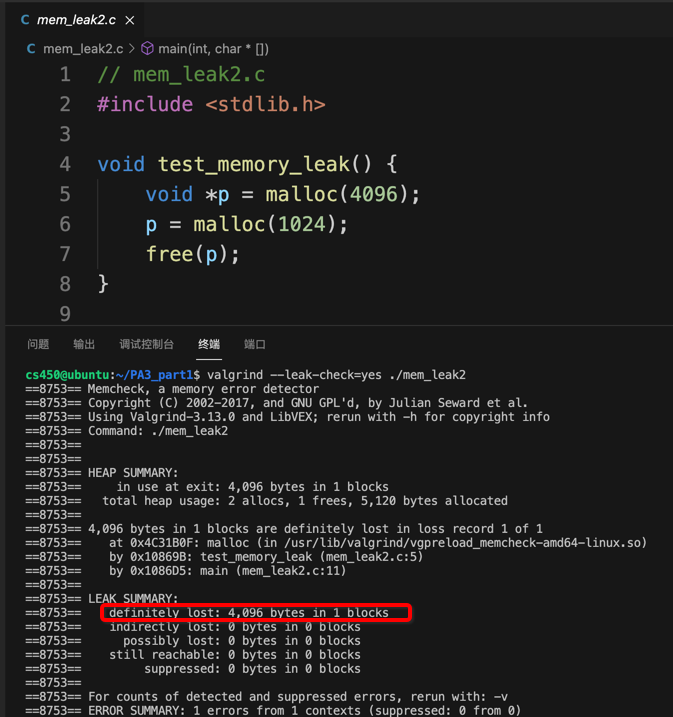 C mem_leak2.c ×
C mem_leak2.c > main(int, char * [])
1 // mem_leak2.c
2 #include <stdlib.h>
3
4 void test_memory_leak() {
5     void *p = malloc(4096);
6     p = malloc(1024);
7     free(p);
8 }
9
问题 输出 调试控制台 终端 端口
cs450@ubuntu:~/PA3_part1$ valgrind --leak-check=yes ./mem_leak2
==8753== Memcheck, a memory error detector
==8753== Copyright (C) 2002-2017, and GNU GPL'd, by Julian Seward et al.
==8753== Using Valgrind-3.13.0 and LibVEX; rerun with -h for copyright info
==8753== Command: ./mem_leak2
==8753==
==8753==
==8753== HEAP SUMMARY:
==8753==     in use at exit: 4,096 bytes in 1 blocks
==8753==   total heap usage: 2 allocs, 1 frees, 5,120 bytes allocated
==8753==
==8753== 4,096 bytes in 1 blocks are definitely lost in loss record 1 of 1
==8753==    at 0x4C31B0F: malloc (in /usr/lib/valgrind/vgpreload_memcheck-amd64-linux.so)
==8753==    by 0x10869B: test_memory_leak (mem_leak2.c:5)
==8753==    by 0x1086D5: main (mem_leak2.c:11)
==8753==
==8753== LEAK SUMMARY:
==8753==    definitely lost: 4,096 bytes in 1 blocks
==8753==    indirectly lost: 0 bytes in 0 blocks
==8753==      possibly lost: 0 bytes in 0 blocks
==8753==    still reachable: 0 bytes in 0 blocks
==8753==         suppressed: 0 bytes in 0 blocks
==8753==
==8753== For counts of detected and suppressed errors, rerun with: -v
==8753== ERROR SUMMARY: 1 errors from 1 contexts (suppressed: 0 from 0)